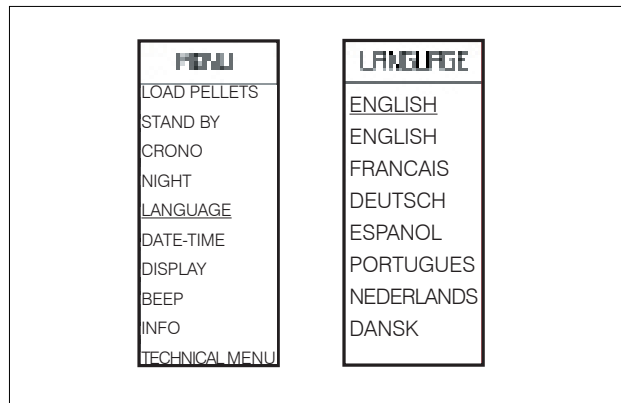 MENU
LOAD PELLETS
STAND BY
CRONO
NIGHT
LANGUAGE
DATE-TIME
DISPLAY
BEEP
INFO
TECHNICAL MENU
LANGUAGE
ENGLISH
ENGLISH
FRANCAIS
DEUTSCH
ESPANOL
PORTUGUES
NEDERLANDS
DANSK